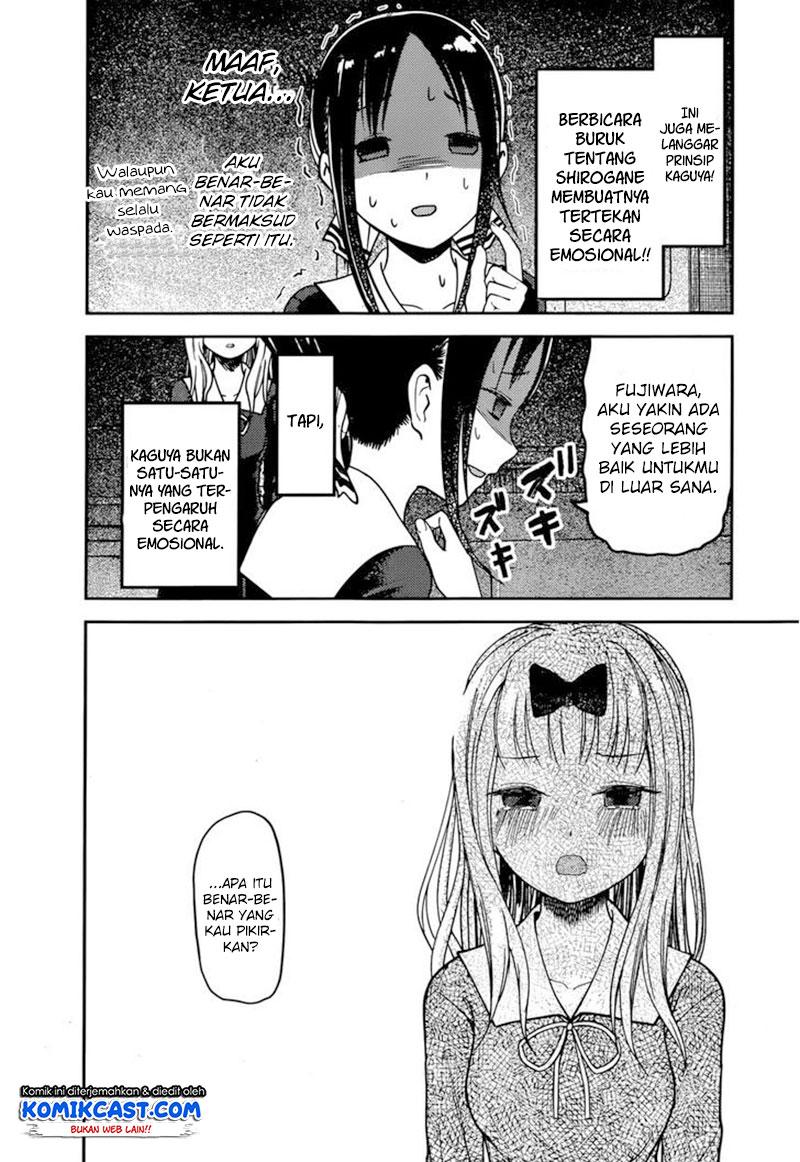 INI
JUGA ME-
LANGGAR
PRINSIP
KAGUYA!
BERBICARA
BURUK
TENTANG
SHIROGANE
MEMBUATNYA
TERTEKAN
SECARA
EMOSIONAL!!
MAAF,
KETUA...
AKU
BENAR-BE-
NAR TIDAK
BERMAKSUD
SEPERTI ITU.
Walaupun
kau memang
selalu
waspada.
FUJIWARA,
AKU YAKIN ADA
SESEORANG
YANG LEBIH
BAIK UNTUKMU
DI LUAR SANA.
ズキ
ズキ
TAPI,
KAGUYA BUKAN
SATU-SATU-
NYA YANG TER-
PENGARUH
SECARA
EMOSIONAL.
...APA ITU
BENAR-BE-
NAR YANG
KAU PIKIR-
KAN?
Komik ini diterjemahkan & diedit oleh
KOMIKCAST.COM
BUKAN WEB LAIN!!